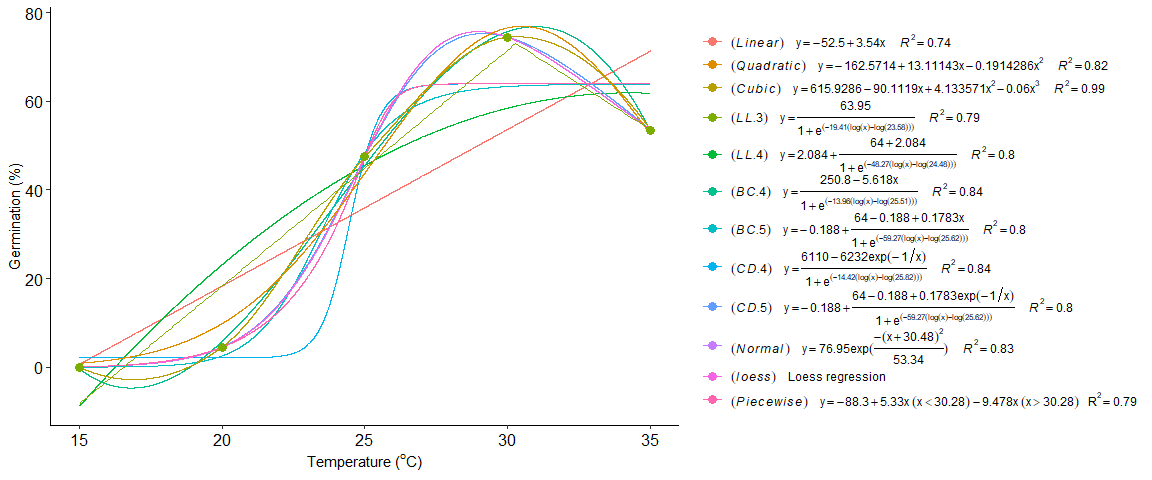 80
60
40
20
0
Germination (%)
15
20
25
30
35
Temperature (°C)
(Linear) y = −52.5 + 3.54x R² = 0.74
(Quadratic) y = −162.5714 + 13.11143x − 0.1914286x² R² = 0.82
(Cubic) y = 615.9286 − 90.1119x + 4.133571x² − 0.06x³ R² = 0.99
(LL.3) y = 63.95 / 1 + e^(−19.41(log(x)−log(23.58))) R² = 0.79
(LL.4) y = 2.084 + 64 + 2.084 / 1 + e^(−48.27(log(x)−log(24.48))) R² = 0.8
(BC.4) y = 250.8 − 5.618x / 1 + e^(−13.96(log(x)−log(25.51))) R² = 0.84
(BC.5) y = −0.188 + 64 − 0.188 + 0.1783x / 1 + e^(−59.27(log(x)−log(25.62))) R² = 0.8
(CD.4) y = 6110 − 6232exp(−1/x) / 1 + e^(−14.42(log(x)−log(25.82))) R² = 0.84
(CD.5) y = −0.188 + 64 − 0.188 + 0.1783exp(−1/x) / 1 + e^(−59.27(log(x)−log(25.62))) R² = 0.8
(Normal) y = 76.95exp(−(x + 30.48)² / 53.34) R² = 0.83
(loess) Loess regression
(Piecewise) y = −88.3 + 5.33x (x < 30.28) − 9.478x (x > 30.28) R² = 0.79